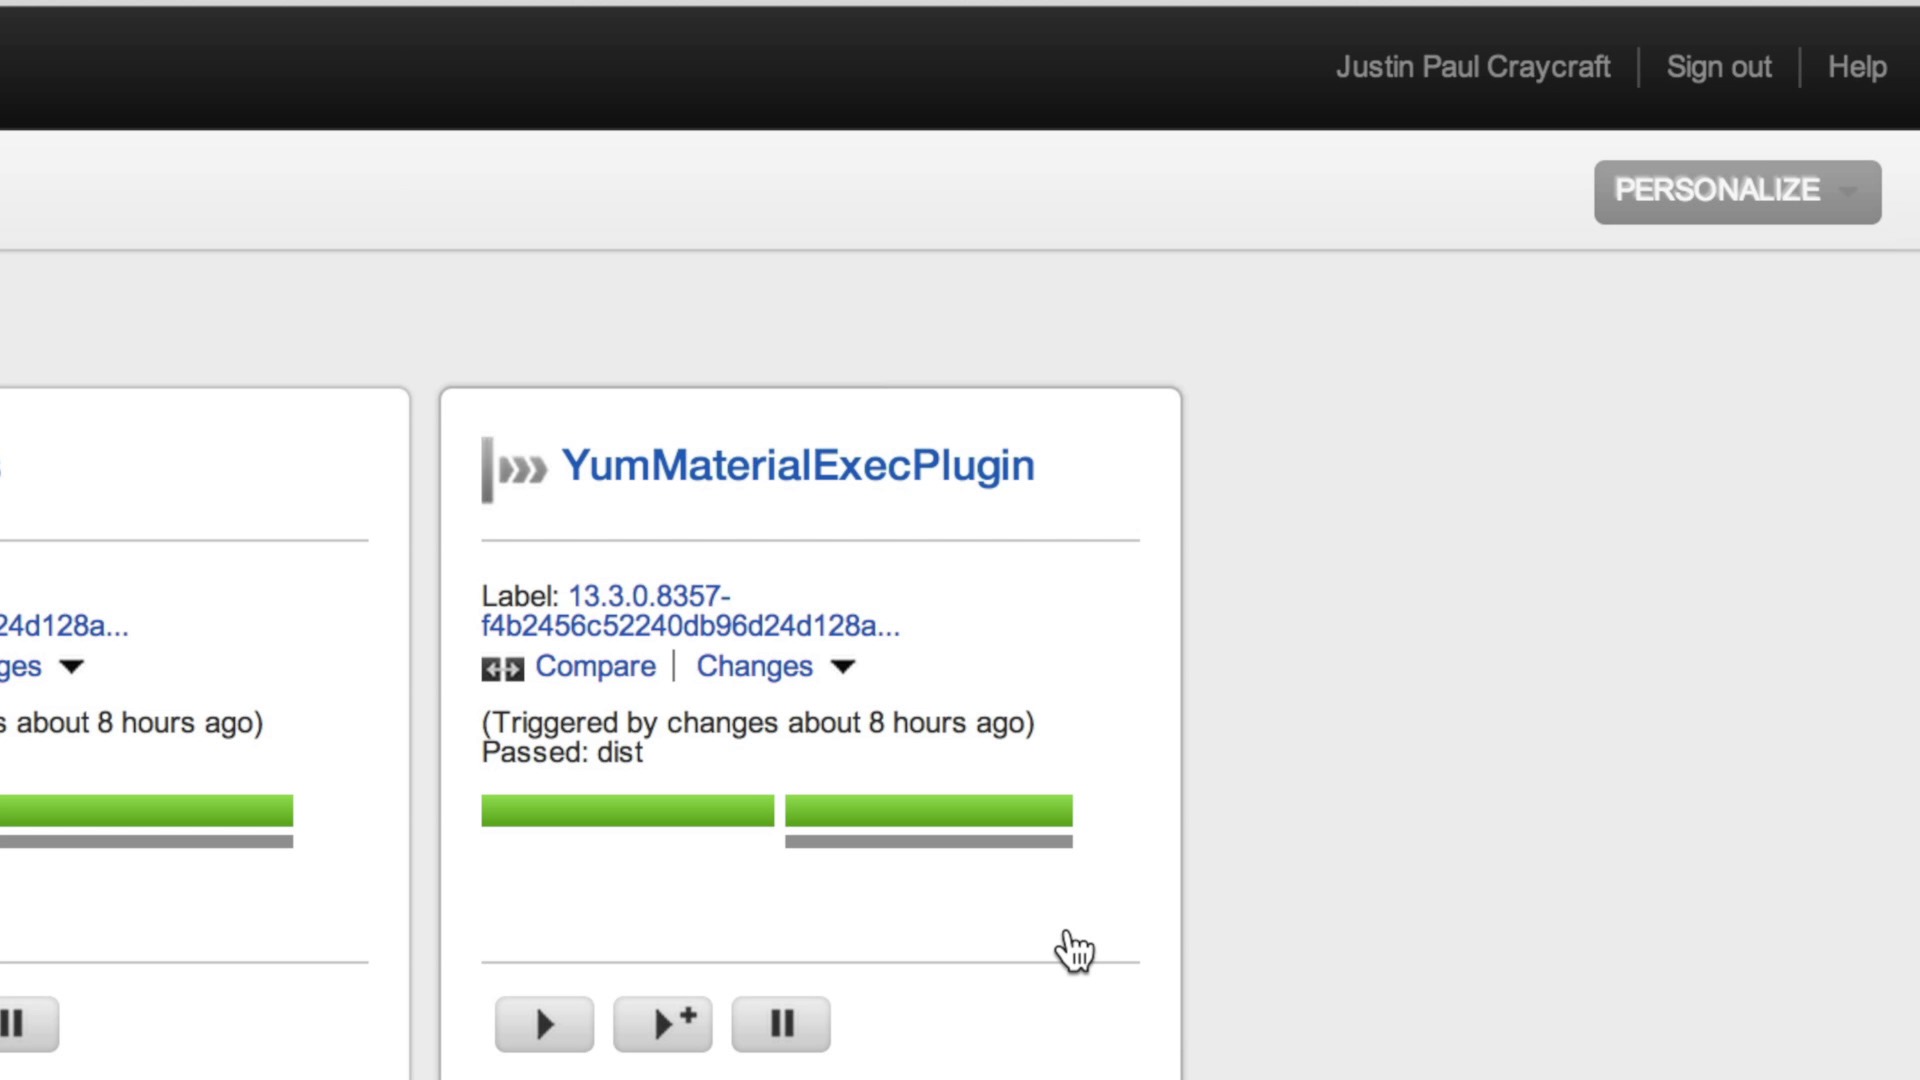 Justin Paul Craycraft | Sign out | Help
PERSONALIZE
24d128a...
ges
s about 8 hours ago)
YumMaterialExecPlugin
Label: 13.3.0.8357-
f4b2456c52240db96d24d128a...
Compare | Changes
(Triggered by changes about 8 hours ago)
Passed: dist